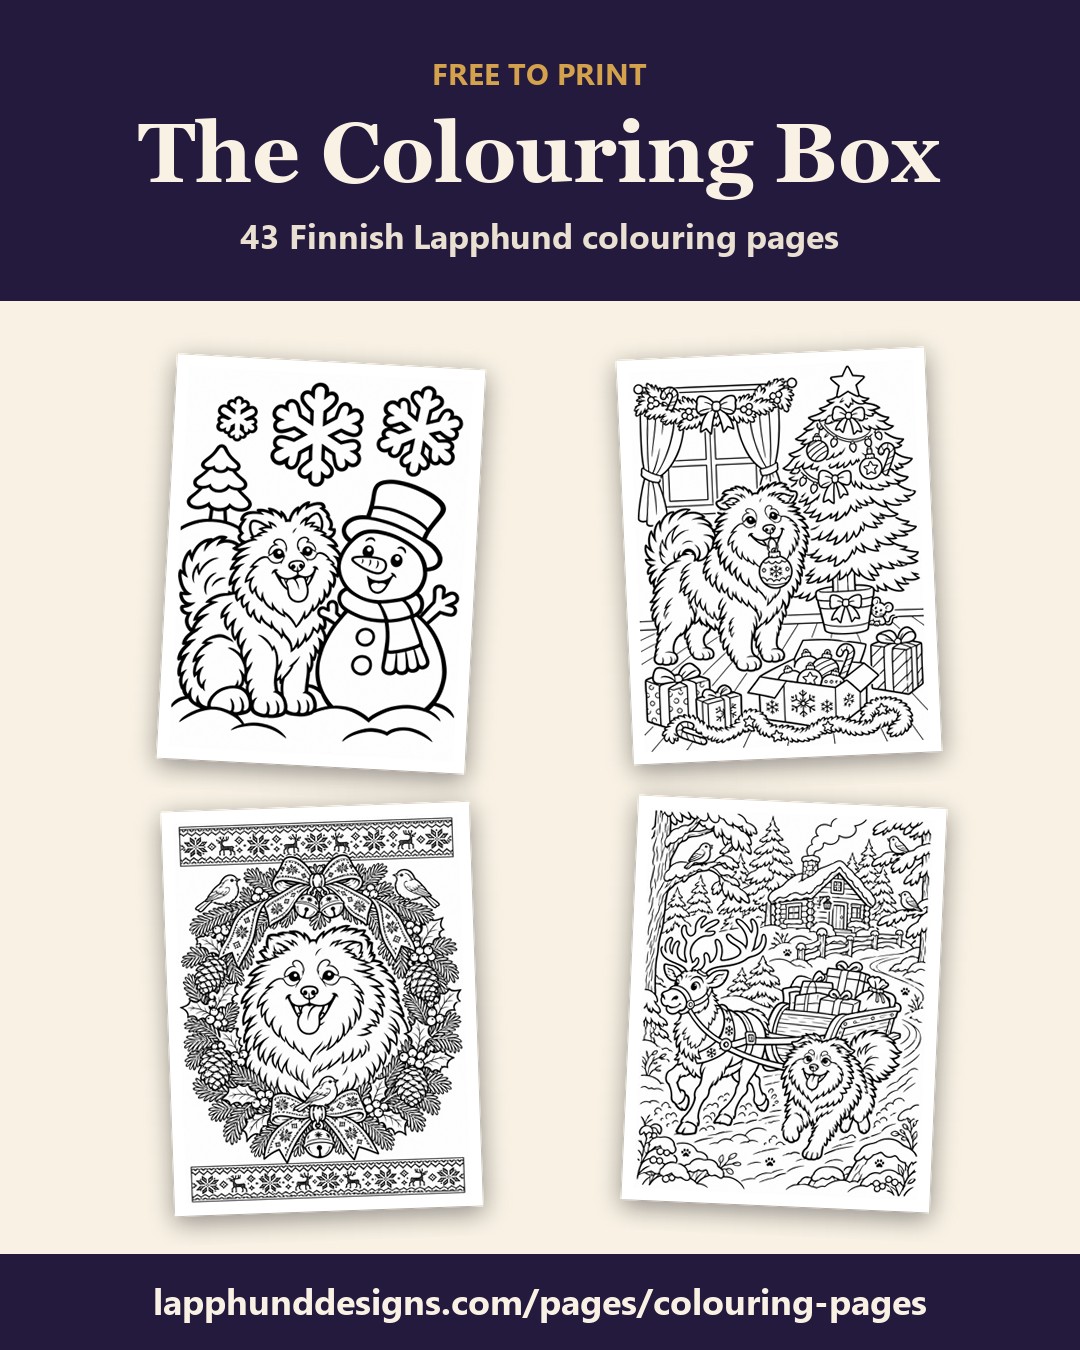 FREE TO PRINT
The Colouring Box
43 Finnish Lapphund colouring pages
lapphunddesigns.com/pages/colouring-pages